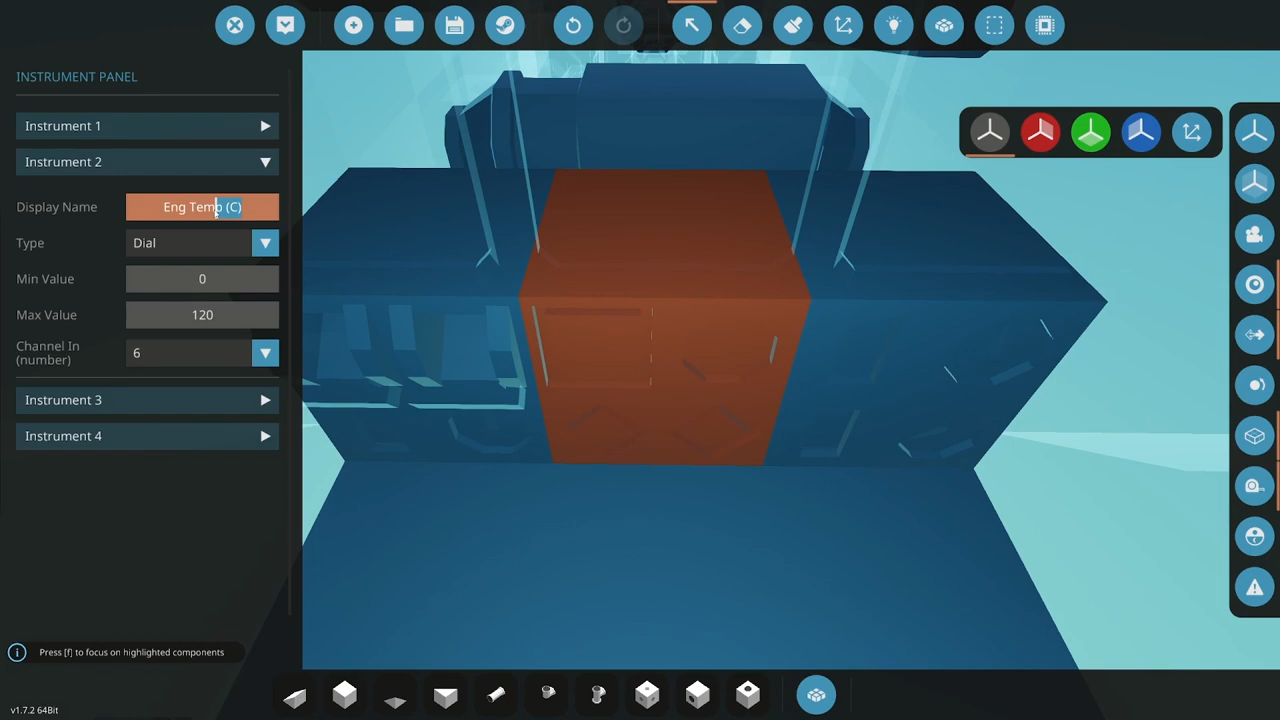 INSTRUMENT PANEL
Instrument 1
Instrument 2
Display Name
Eng Temp (C)
Type
Dial
Min Value
0
Max Value
120
Channel In
(number)
6
Instrument 3
Instrument 4
Press [f] to focus on highlighted components
v1.7.2 64Bit